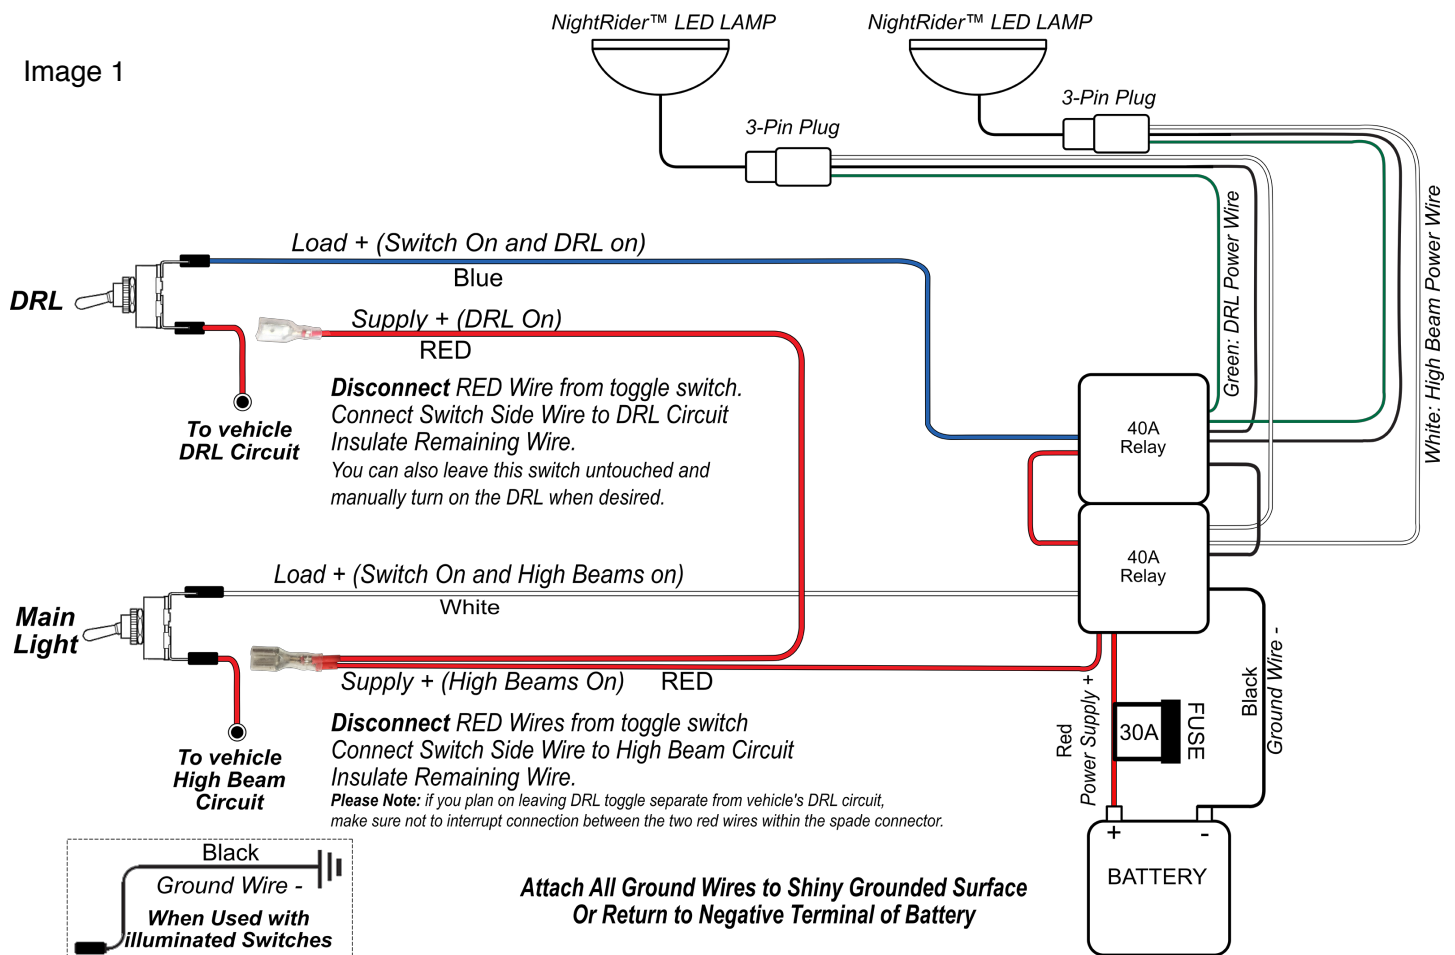 Image 1
NightRider™ LED LAMP
NightRider™ LED LAMP
3-Pin Plug
3-Pin Plug
Green: DRL Power Wire
White: High Beam Power Wire
DRL
Load + (Switch On and DRL on)
Blue
Supply + (DRL On)
RED
To vehicle
DRL Circuit
Disconnect RED Wire from toggle switch.
Connect Switch Side Wire to DRL Circuit
Insulate Remaining Wire.
You can also leave this switch untouched and
manually turn on the DRL when desired.
40A
Relay
40A
Relay
Main
Light
Load + (Switch On and High Beams on)
White
Supply + (High Beams On) RED
To vehicle
High Beam
Circuit
Disconnect RED Wires from toggle switch
Connect Switch Side Wire to High Beam Circuit
Insulate Remaining Wire.
Please Note: if you plan on leaving DRL toggle separate from vehicle's DRL circuit,
make sure not to interrupt connection between the two red wires within the spade connector.
Red
Power Supply +
30A
FUSE
Black
Ground Wire -
+ -
BATTERY
Black
Ground Wire -
When Used with
illuminated Switches
Attach All Ground Wires to Shiny Grounded Surface
Or Return to Negative Terminal of Battery